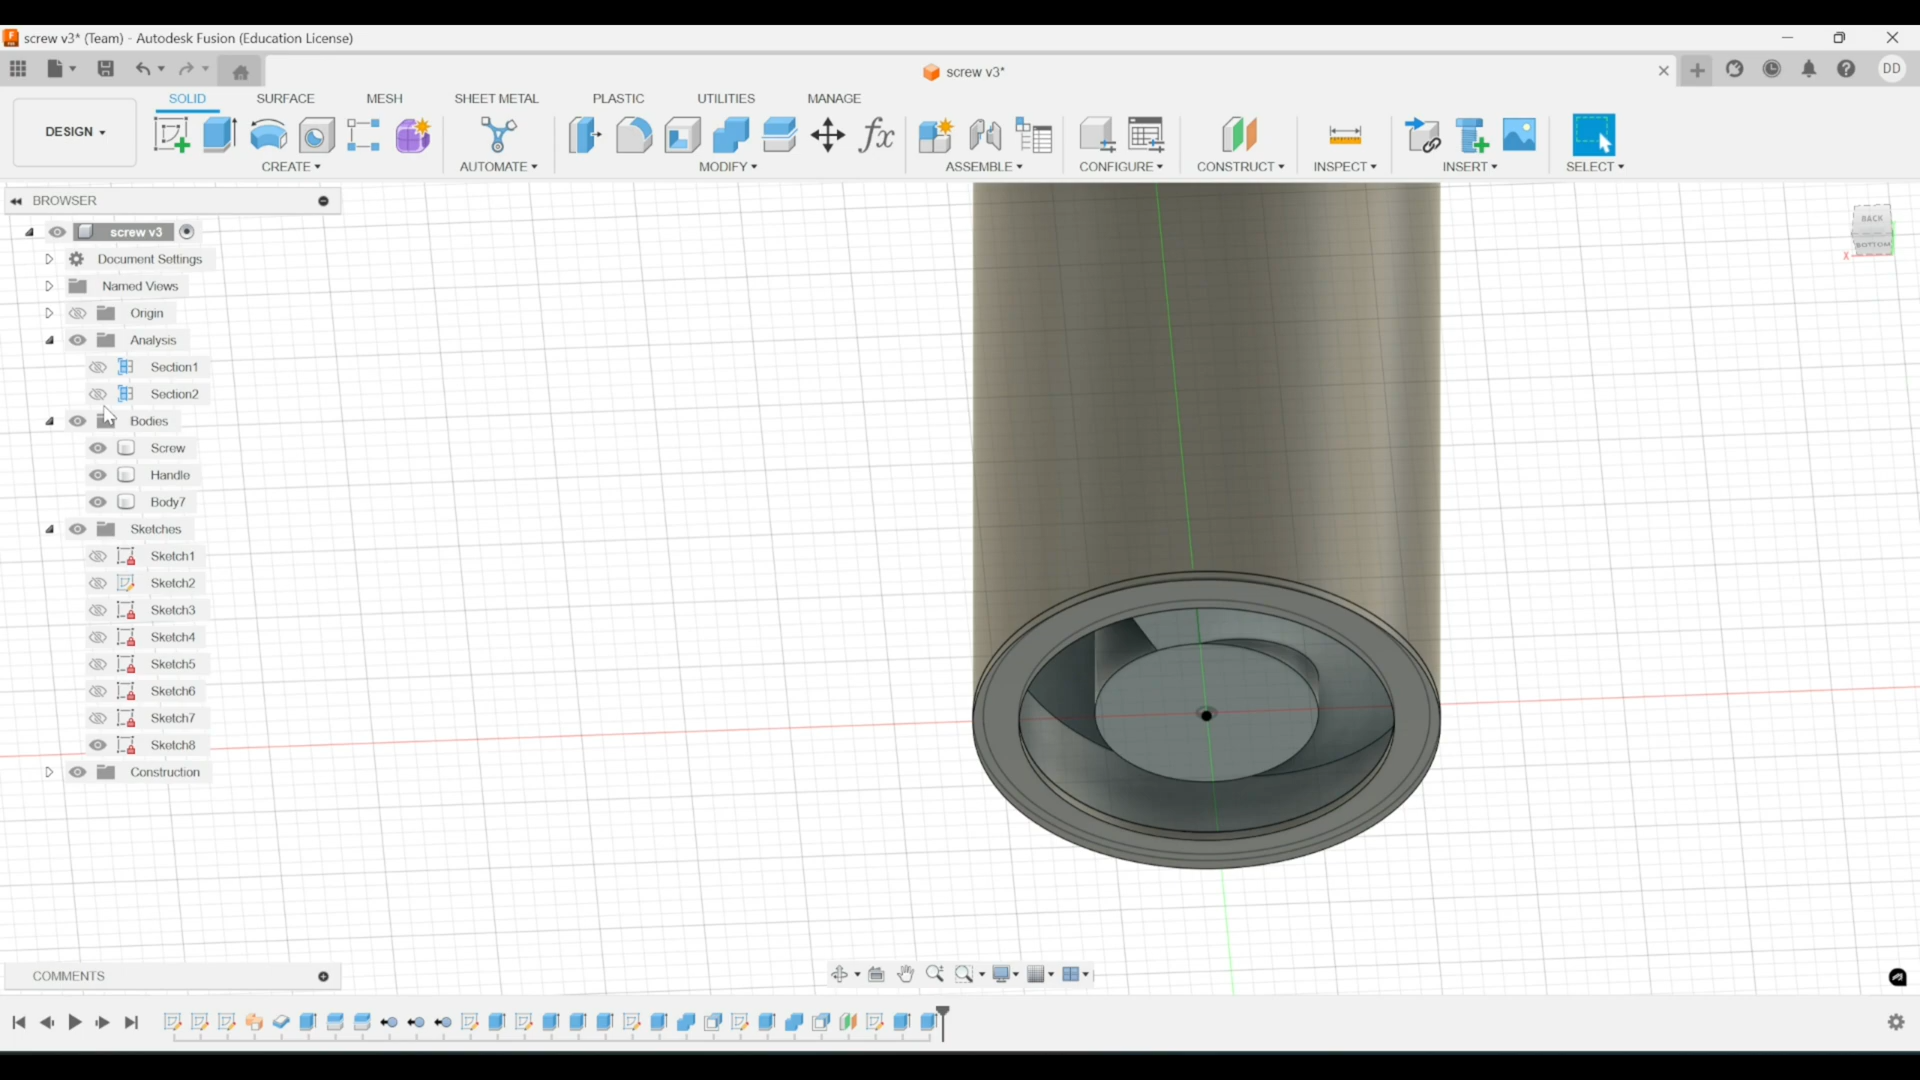 screw v3* (Team) - Autodesk Fusion (Education License)
screw v3*
DD
DESIGN
SOLID
SURFACE
MESH
SHEET METAL
PLASTIC
UTILITIES
MANAGE
CREATE
AUTOMATE
MODIFY
ASSEMBLE
CONFIGURE
CONSTRUCT
INSPECT
INSERT
SELECT
BROWSER
screw v3
Document Settings
Named Views
Origin
Analysis
Section1
Section2
Bodies
Screw
Handle
Body7
Sketches
Sketch1
Sketch2
Sketch3
Sketch4
Sketch5
Sketch6
Sketch7
Sketch8
Construction
BACK
BOTTOM
X
COMMENTS